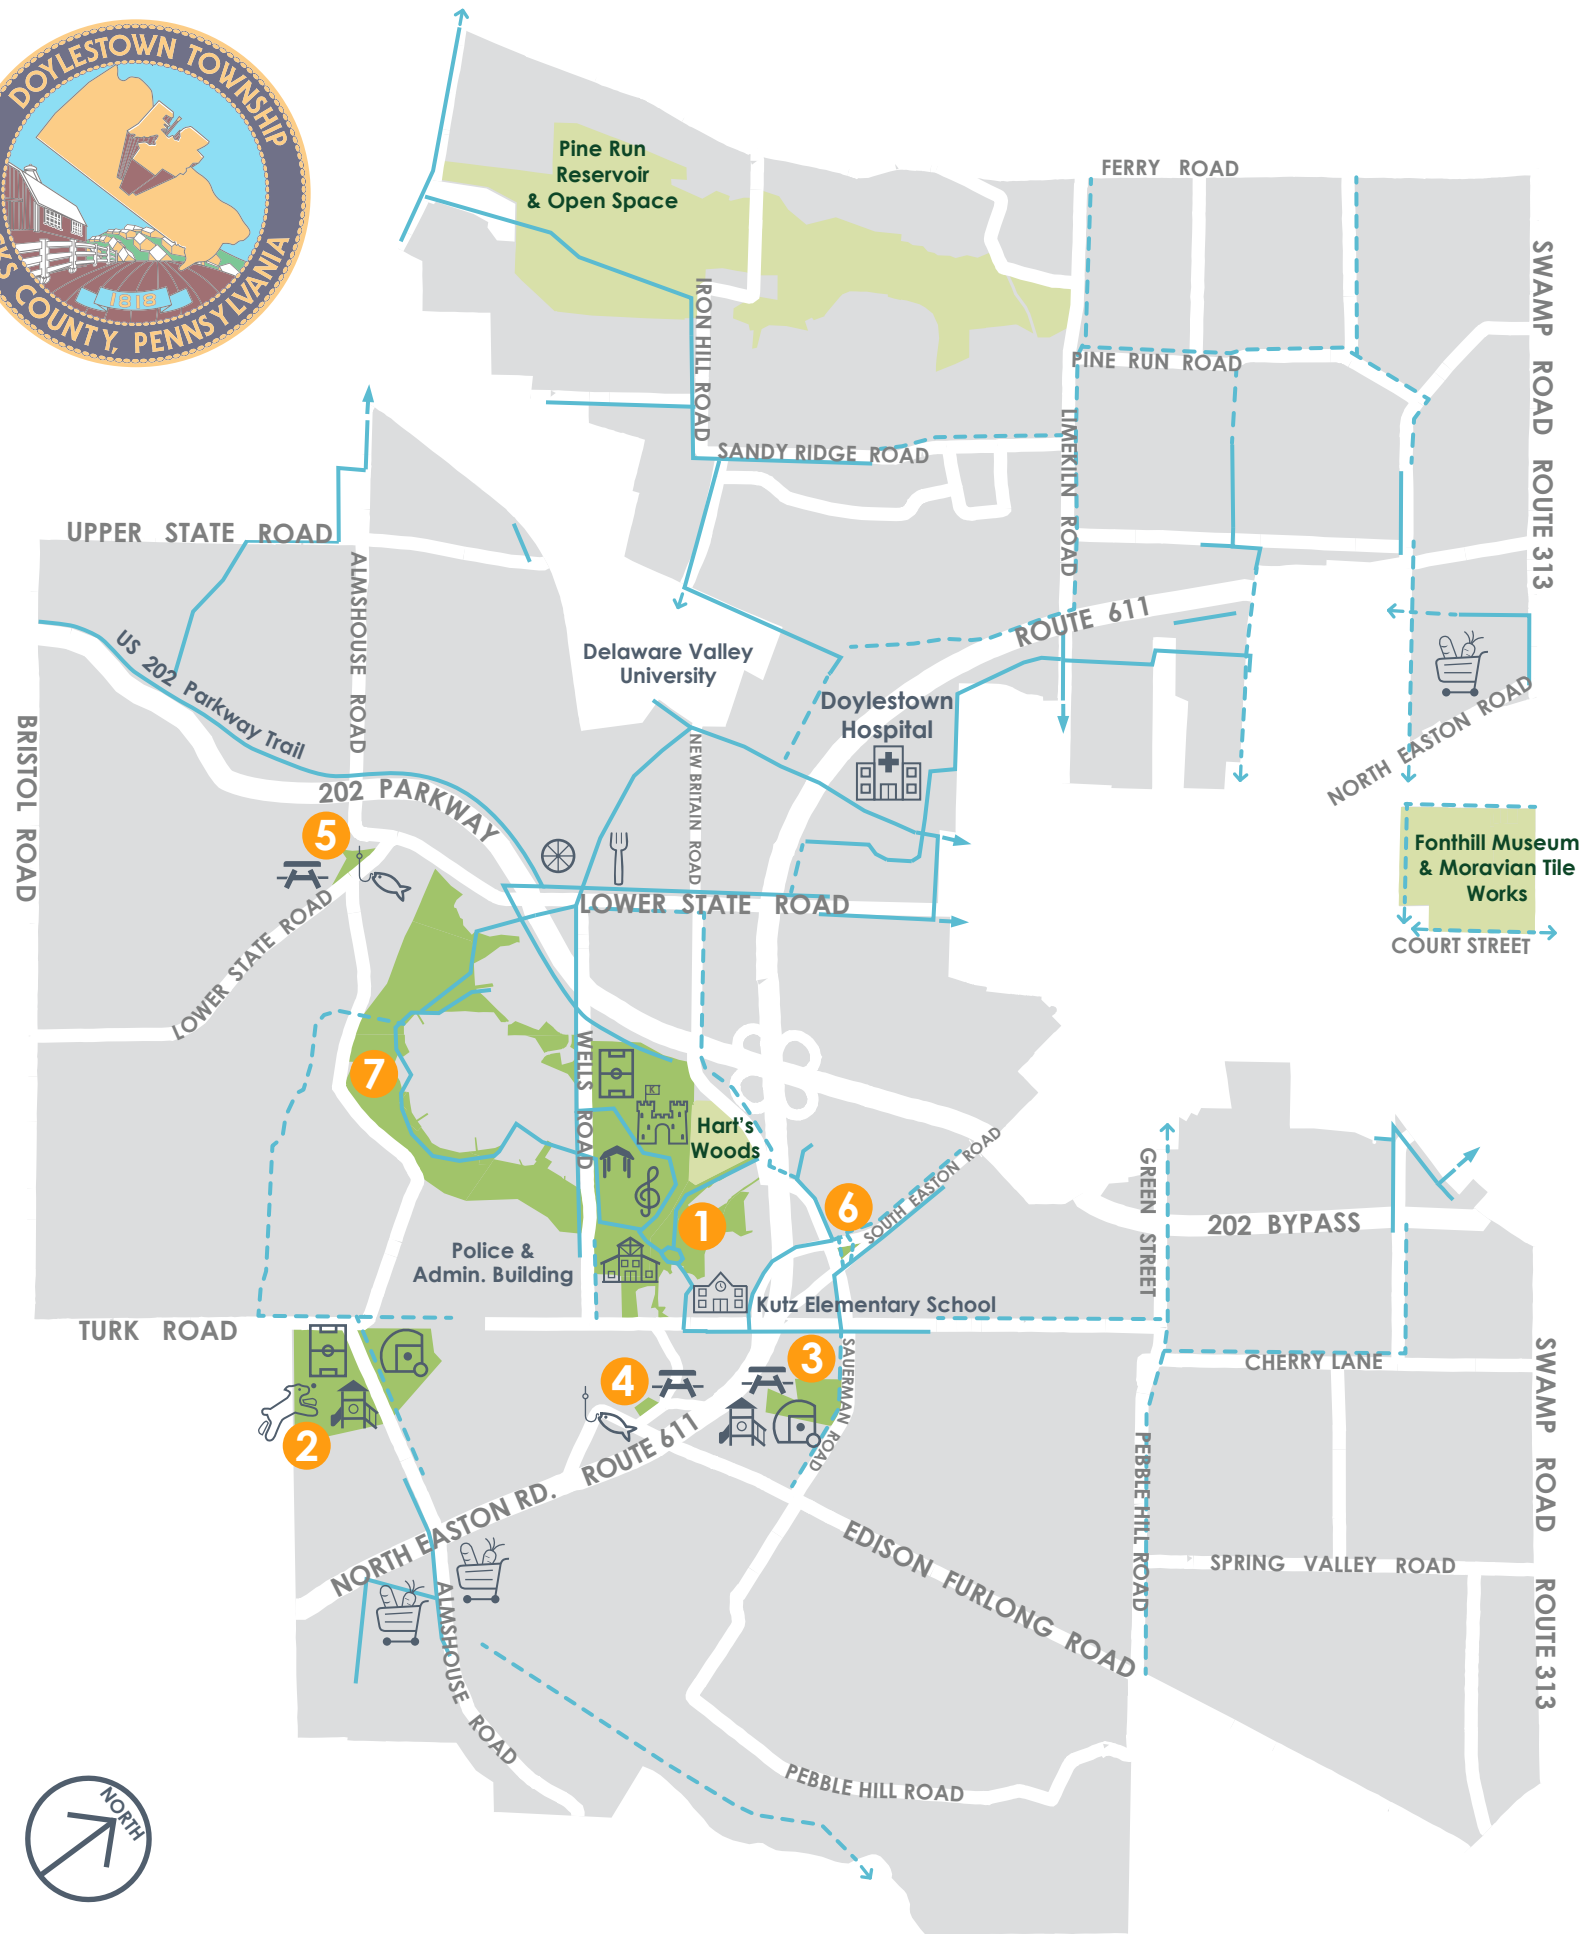 DOYLESTOWN TOWNSHIP
COUNTY, PENNSYLVANIA
1818
Pine Run
Reservoir
& Open Space
FERRY ROAD
SWAMP ROAD ROUTE 313
IRON HILL ROAD
PINE RUN ROAD
LIMEKILN ROAD
SANDY RIDGE ROAD
UPPER STATE ROAD
ALMSHOUSE ROAD
ROUTE 611
US 202 Parkway Trail
Delaware Valley
University
Doylestown
Hospital
NORTH EASTON ROAD
BRISTOL ROAD
202 PARKWAY
NEW BRITAIN ROAD
5
Fonthill Museum
& Moravian Tile
Works
LOWER STATE ROAD
LOWER STATE ROAD
COURT STREET
WELLS ROAD
7
K
Hart's
Woods
SOUTH EASTON ROAD
GREEN STREET
6
1
202 BYPASS
Police &
Admin. Building
Kutz Elementary School
TURK ROAD
SAUERMAN ROAD
3
4
2
CHERRY LANE
SWAMP ROAD ROUTE 313
NORTH EASTON RD. ROUTE 611
PEBBLE HILL ROAD
EDISON FURLONG ROAD
SPRING VALLEY ROAD
ALMSHOUSE ROAD
PEBBLE HILL ROAD
NORTH